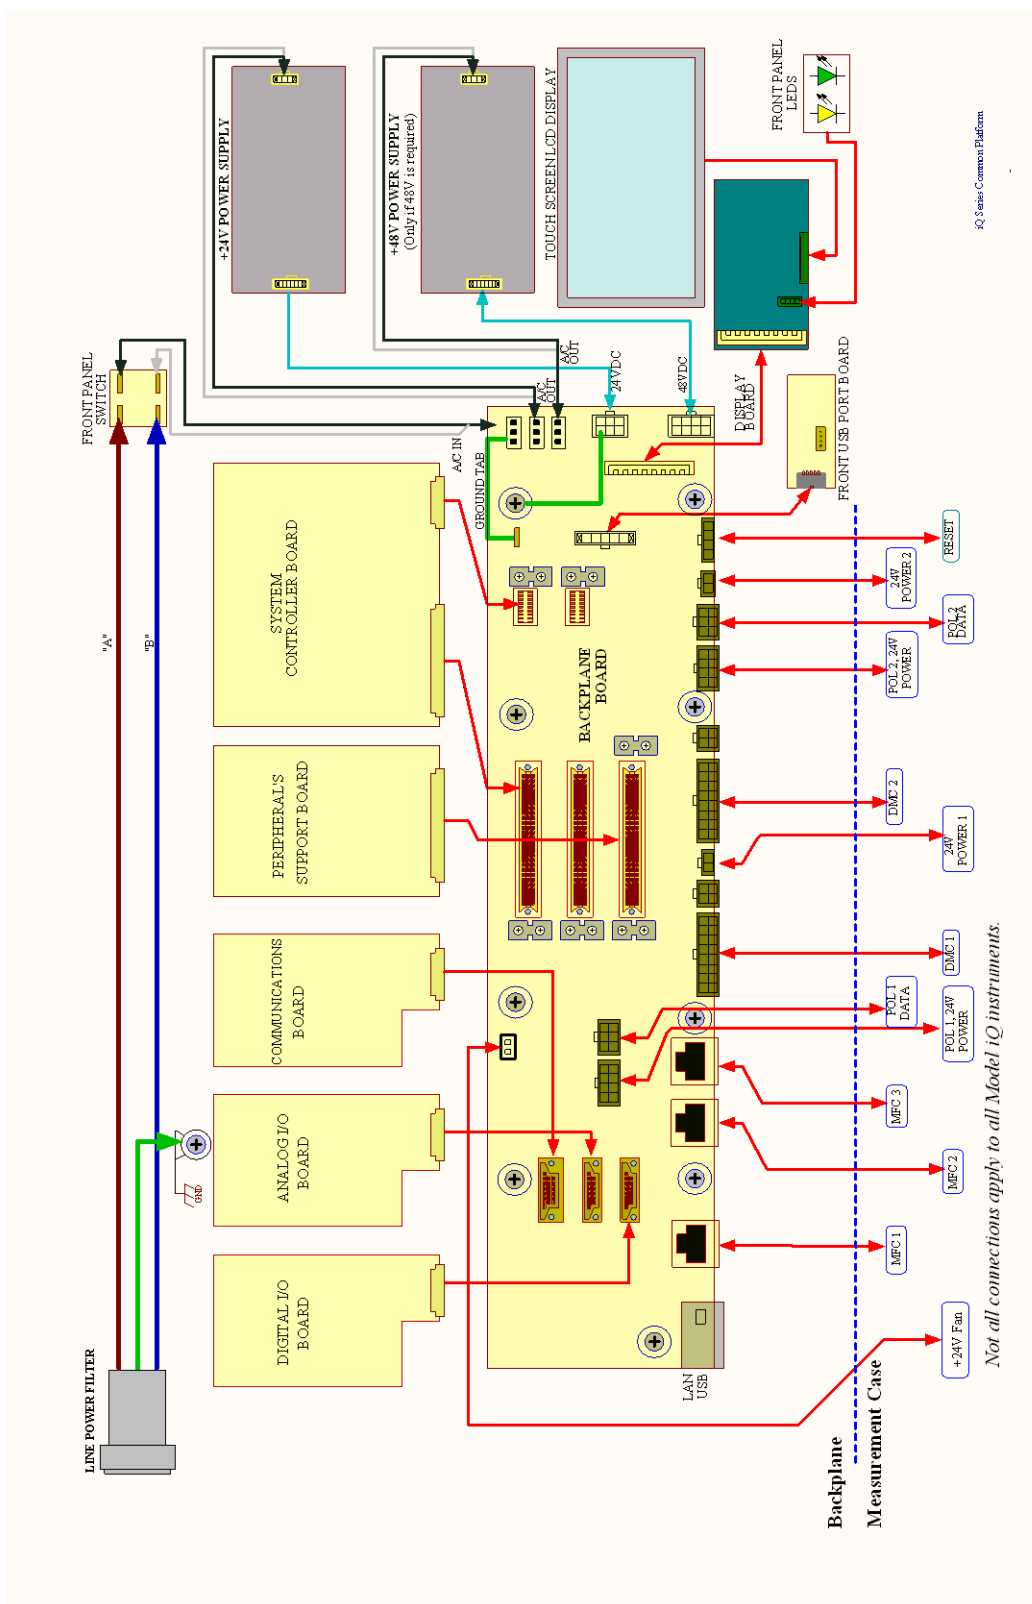 LINE POWER FILTER
"A"
"B"
GND
FRONT PANEL
SWITCH
+24V POWER SUPPLY
+48V POWER SUPPLY
(Only if 48V is required)
TOUCH SCREEN LCD DISPLAY
FRONT PANEL
LEDS
DIGITAL I/O
BOARD
ANALOG I/O
BOARD
COMMUNICATIONS
BOARD
PERIPHERALS
SUPPORT BOARD
SYSTEM
CONTROLLER BOARD
A/C IN
GROUND TAB
A/C
OUT
A/C
OUT
24VDC
48VDC
DISPLAY
BOARD
FRONT USB PORT BOARD
BACKPLANE
BOARD
LAN
USB
Backplane
Measurement Case
+24V Fan
MFC 1
MFC 2
MFC 3
POL 1, 24V
POWER
POL 1
DATA
DMC 1
24V
POWER 1
DMC 2
POL 2, 24V
POWER
POL 2
DATA
24V
POWER 2
RESET
Not all connections apply to all Model iQ instruments.
iQ Series Common Platform
-